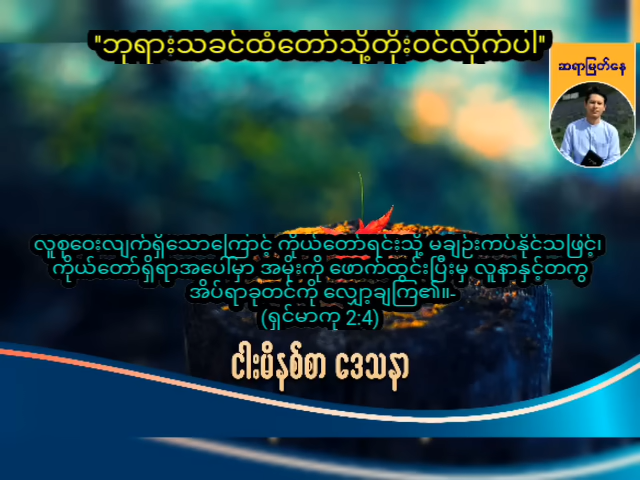 "ဘုရားသခင်ထံတော်သို့တိုးဝင်လိုက်ပါ"
ဆရာမြတ်နေ
လူစုဝေးလျက်ရှိသောကြောင့် ကိုယ်တော်ရင်းသို့ မချဉ်းကပ်နိုင်သဖြင့်၊
ကိုယ်တော်ရှိရာအပေါ်မှာ အမိုးကို ဖောက်ထွင်းပြီးမှ လူနာနှင့်တကွ
အိပ်ရာခုတင်ကို လျှော့ချကြ၏။-
(ရှင်မာကု 2:4)
ငါးမိနစ်စာ ဒေသနာ